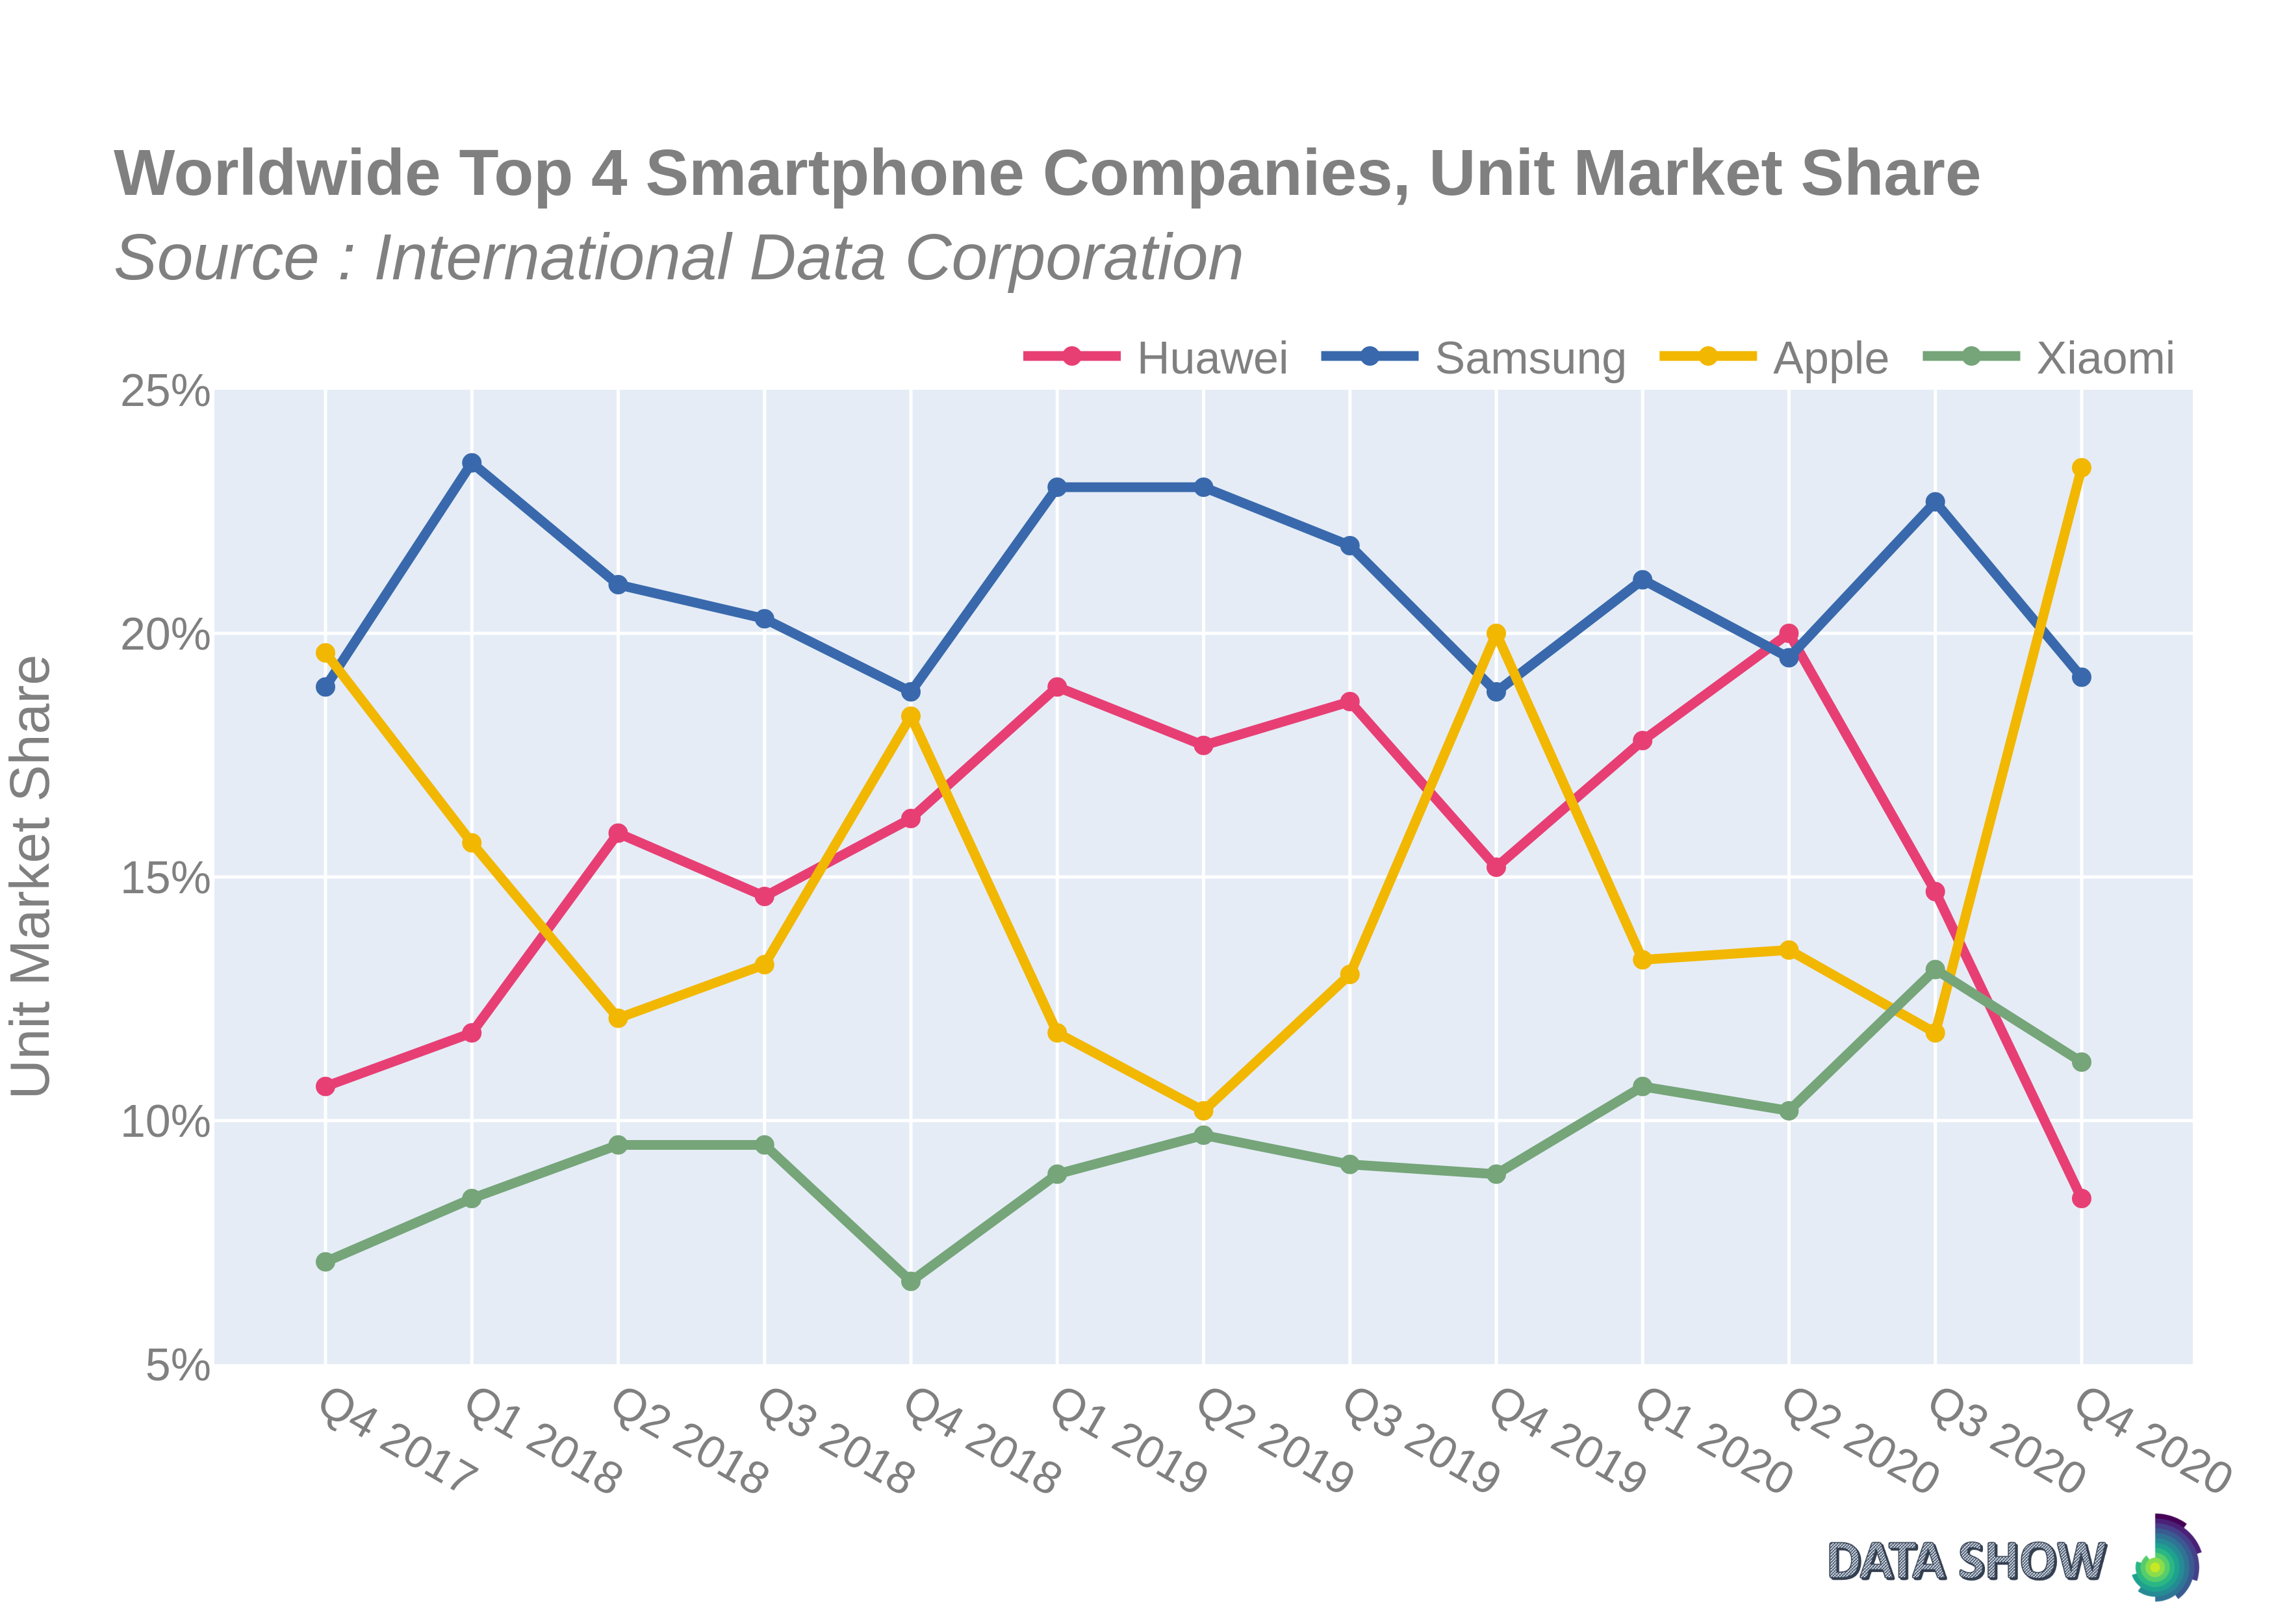 Worldwide Top 4 Smartphone Companies, Unit Market Share
Source : International Data Corporation
Huawei Samsung Apple Xiaomi
25%
20%
15%
10%
5%
Unit Market Share
Q4 2017
Q1 2018
Q2 2018
Q3 2018
Q4 2018
Q1 2019
Q2 2019
Q3 2019
Q4 2019
Q1 2020
Q2 2020
Q3 2020
Q4 2020
DATA SHOW